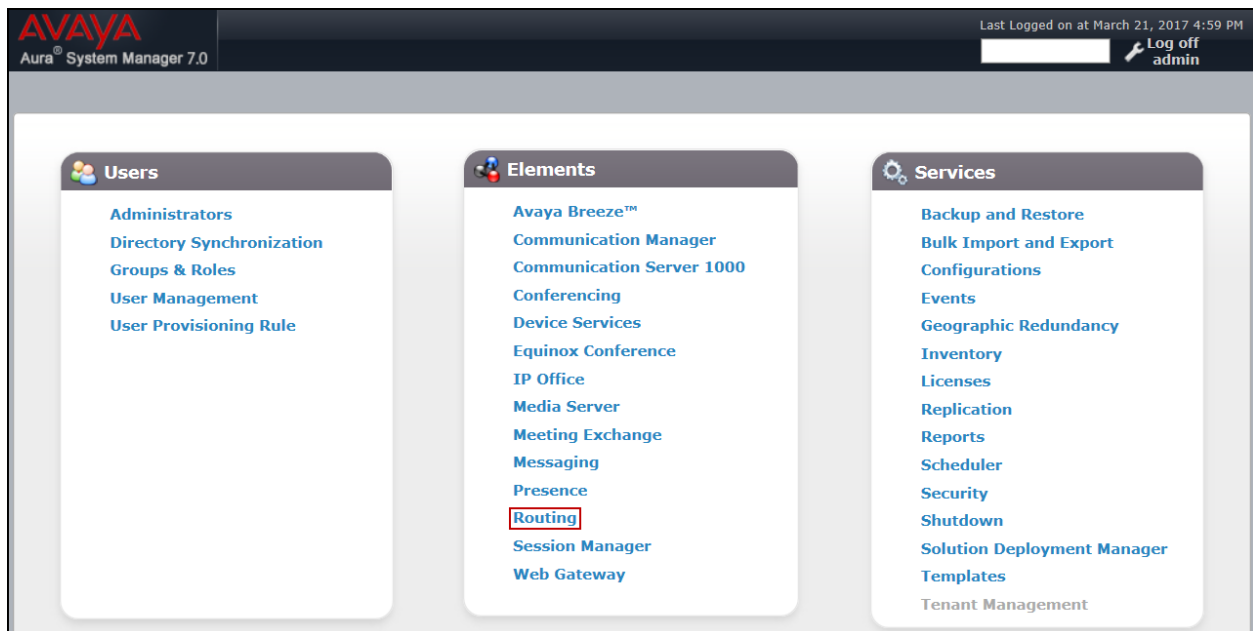 AVAYA
Aura® System Manager 7.0
Last Logged on at March 21, 2017 4:59 PM
Log off
admin
Users
Administrators
Directory Synchronization
Groups & Roles
User Management
User Provisioning Rule
Elements
Avaya Breeze™
Communication Manager
Communication Server 1000
Conferencing
Device Services
Equinox Conference
IP Office
Media Server
Meeting Exchange
Messaging
Presence
Routing
Session Manager
Web Gateway
Services
Backup and Restore
Bulk Import and Export
Configurations
Events
Geographic Redundancy
Inventory
Licenses
Replication
Reports
Scheduler
Security
Shutdown
Solution Deployment Manager
Templates
Tenant Management